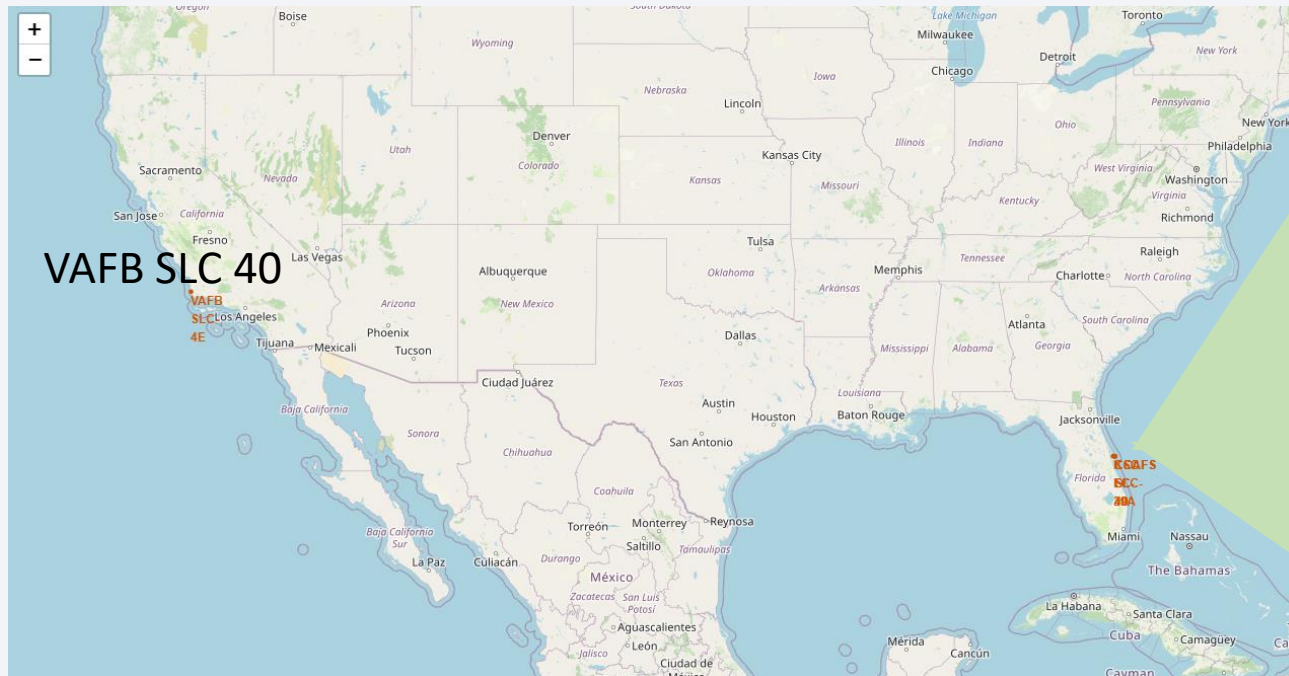 +
−
Boise
South Dakota
Lake Michigan
Toronto
Milwaukee
Wyoming
Detroit
New York
Chicago
Iowa
Nebraska
Lincoln
Pennsylvania
New York
Ohio
Denver
Illinois
Indiana
Philadelphia
Utah
Colorado
Kansas City
Sacramento
Nevada
Kansas
Missouri
West Virginia
Washington
Virginia
San Jose
California
Kentucky
Richmond
Fresno
Las Vegas
Tulsa
Raleigh
VAFB SLC 40
Albuquerque
Oklahoma
Memphis
Tennessee
Charlotte
North Carolina
New Mexico
Arkansas
VAFB
SLC-
4E
Los Angeles
Arizona
Phoenix
Tucson
Atlanta
South Carolina
Tijuana
Mexicali
Dallas
Mississippi
Alabama
Georgia
Ciudad Juárez
Texas
Louisiana
Baja California
Austin
Houston
Baton Rouge
Jacksonville
Sonora
San Antonio
Chihuahua
Florida
Coahuila
Torreón
Monterrey
Reynosa
Saltillo
Baja California
Sur
Tamaulipas
Miami
Nassau
La Paz
Culiacán
Durango
The Bahamas
México
Zacatecas
San Luis
Potosí
La Habana
Santa Clara
Aguascalientes
Cuba
Camagüey
León
Mérida
Cancún
Jalisco
Ciudad de
México
Cayman